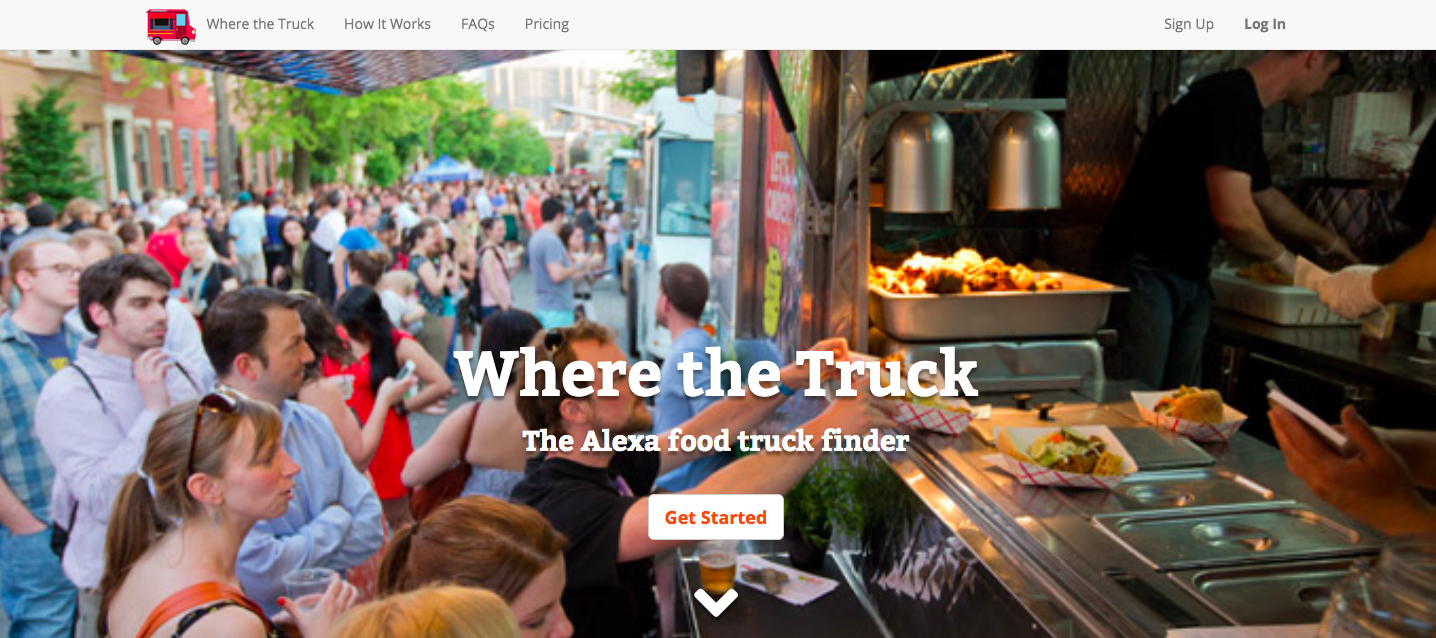 Where the Truck
How It Works
FAQs
Pricing
Sign Up
Log In
LET'S
Where the Truck
The Alexa food truck finder
Get Started